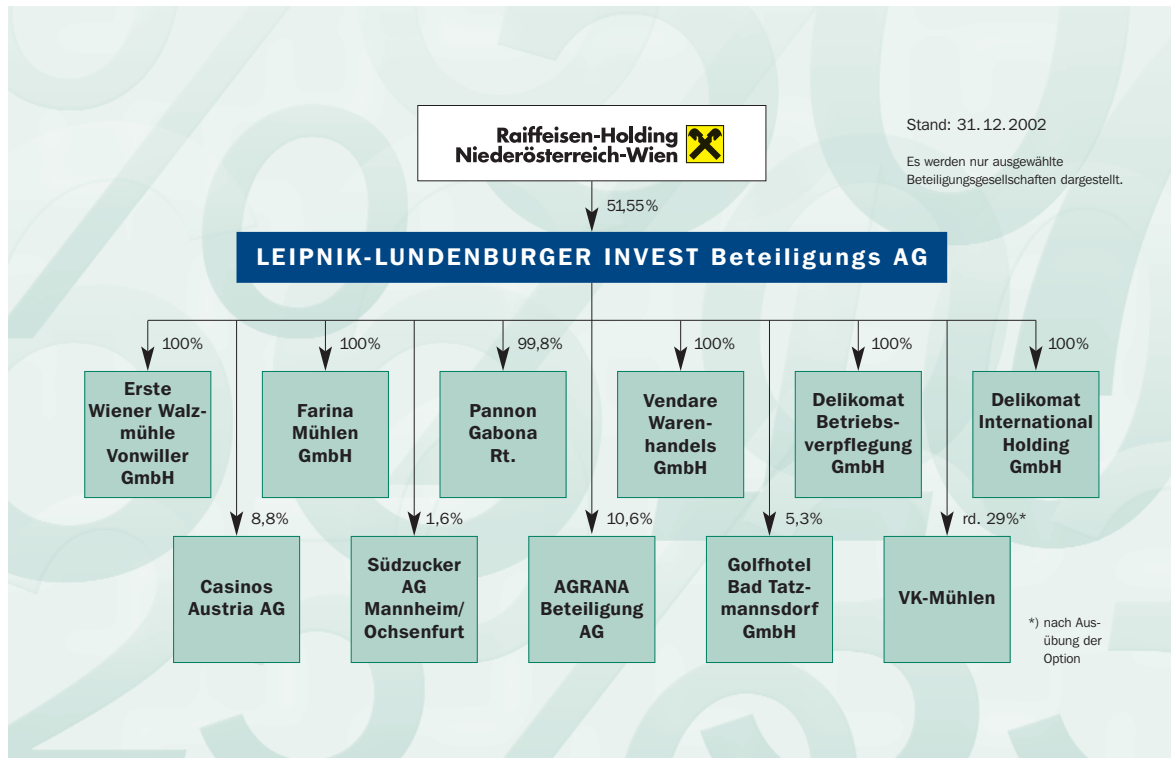 Raiffeisen-Holding
Niederösterreich-Wien
Stand: 31.12.2002
Es werden nur ausgewählte
Beteiligungsgesellschaften dargestellt.
51,55%
LEIPNIK-LUNDENBURGER INVEST Beteiligungs AG
100%
100%
99,8%
100%
100%
100%
Erste
Wiener Walz-
mühle
Vonwiller
GmbH
Farina
Mühlen
GmbH
Pannon
Gabona
Rt.
Vendare
Waren-
handels
GmbH
Delikomat
Betriebs-
verpflegung
GmbH
Delikomat
International
Holding
GmbH
8,8%
1,6%
10,6%
5,3%
rd. 29%*
Casinos
Austria AG
Südzucker
AG
Mannheim/
Ochsenfurt
AGRANA
Beteiligung
AG
Golfhotel
Bad Tatz-
mannsdorf
GmbH
VK-Mühlen
*) nach Aus-
übung der
Option